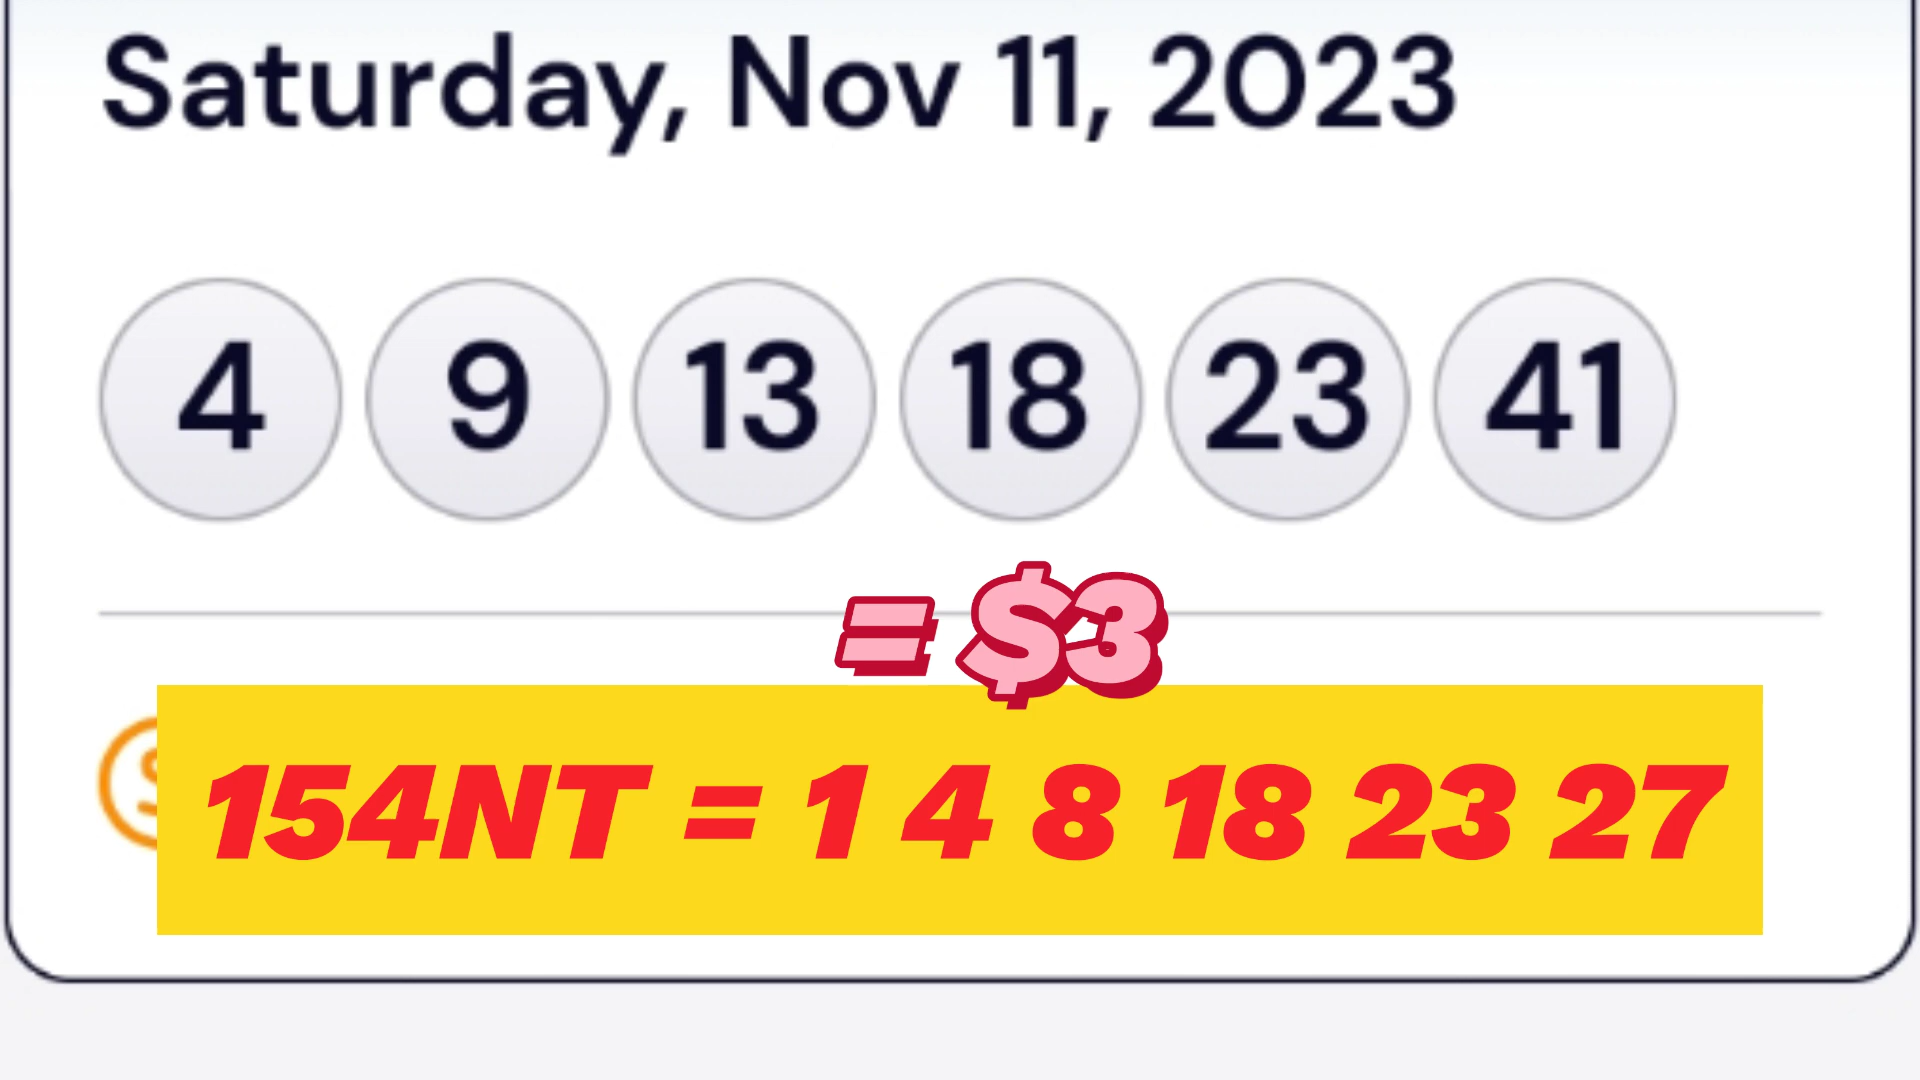 Saturday, Nov 11, 2023
4 9 13 18 23 41
= $3
154NT = 1 4 8 18 23 27